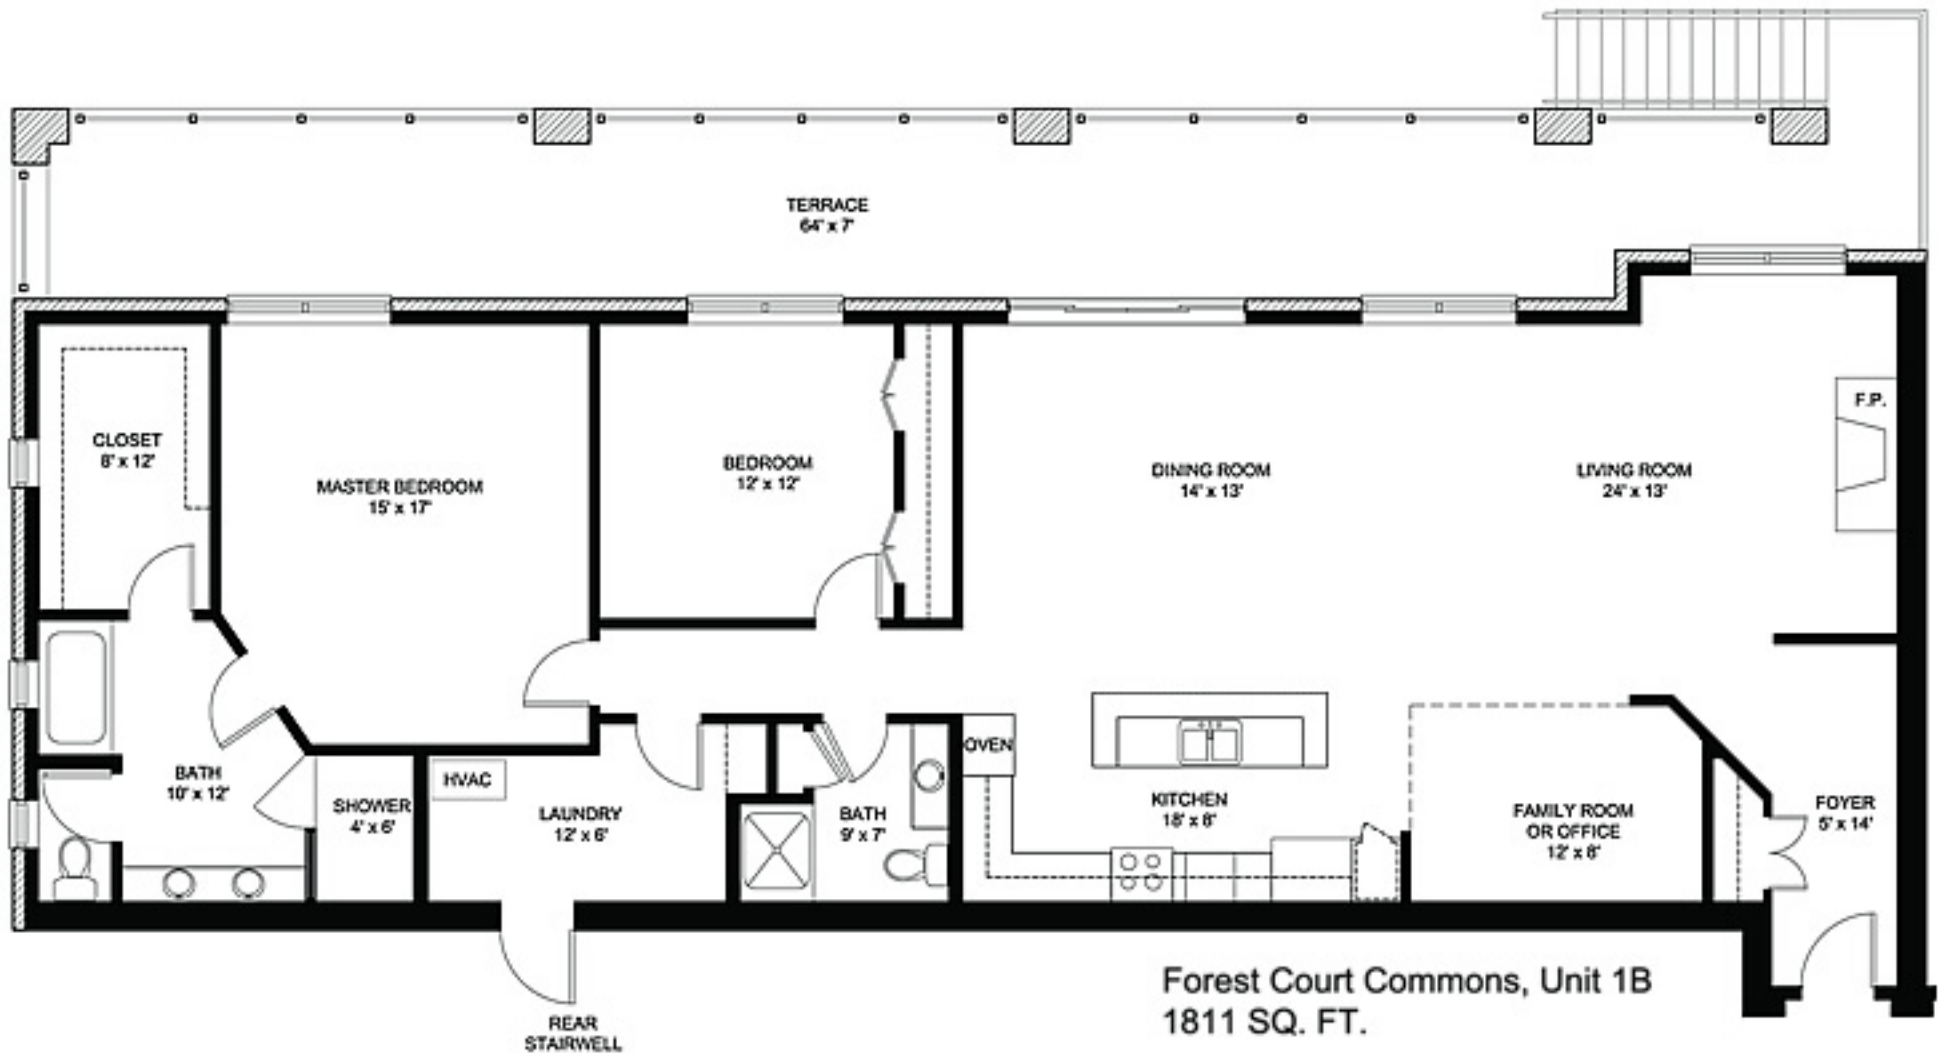 TERRACE
64' x 7'
F.P.
CLOSET
8' x 12'
MASTER BEDROOM
15' x 17'
BEDROOM
12' x 12'
DINING ROOM
14' x 13'
LIVING ROOM
24' x 13'
OVEN
BATH
10' x 12'
SHOWER
4' x 6'
HVAC
LAUNDRY
12' x 6'
BATH
9' x 7'
KITCHEN
18' x 8'
FAMILY ROOM
OR OFFICE
12' x 8'
FOYER
5' x 14'
REAR
STAIRWELL
Forest Court Commons, Unit 1B
1811 SQ. FT.